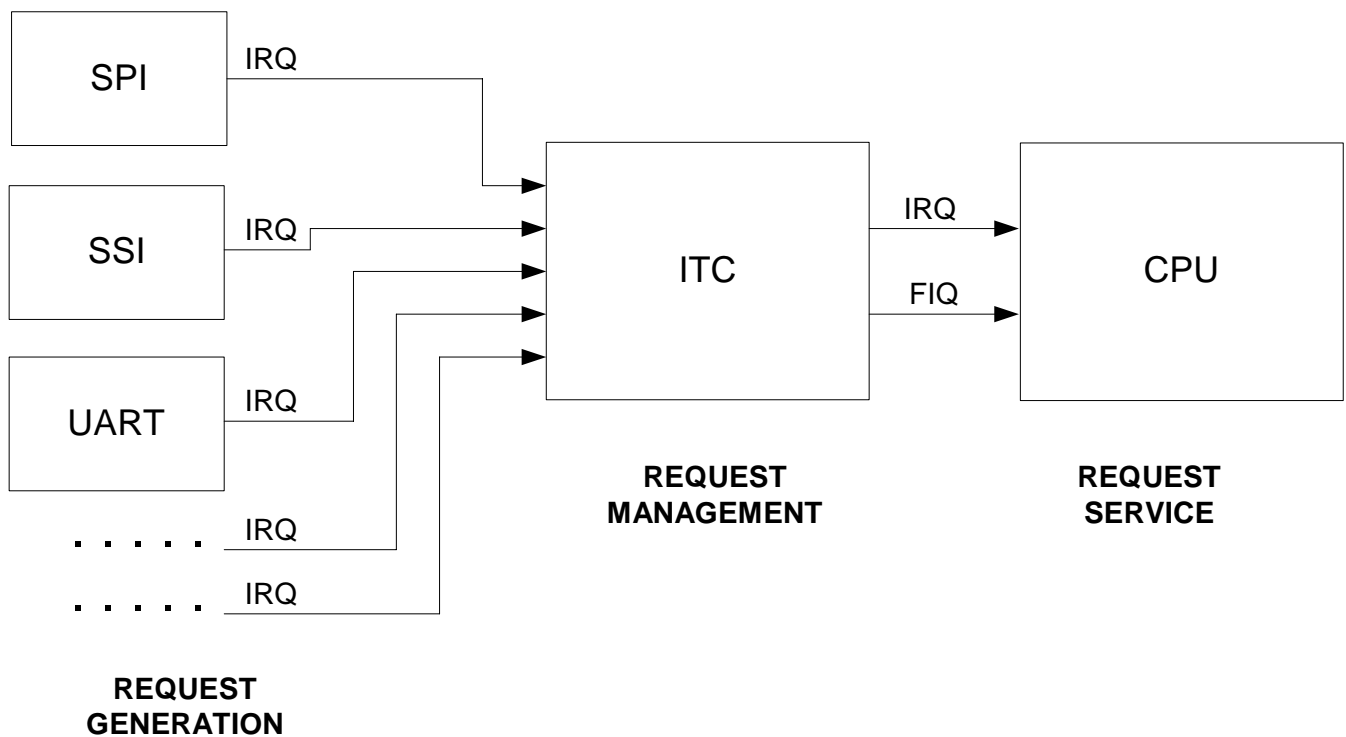 SPI
IRQ
SSI
IRQ
UART
IRQ
. . . . . IRQ
. . . . . IRQ
REQUEST
GENERATION
ITC
REQUEST
MANAGEMENT
IRQ
FIQ
CPU
REQUEST
SERVICE